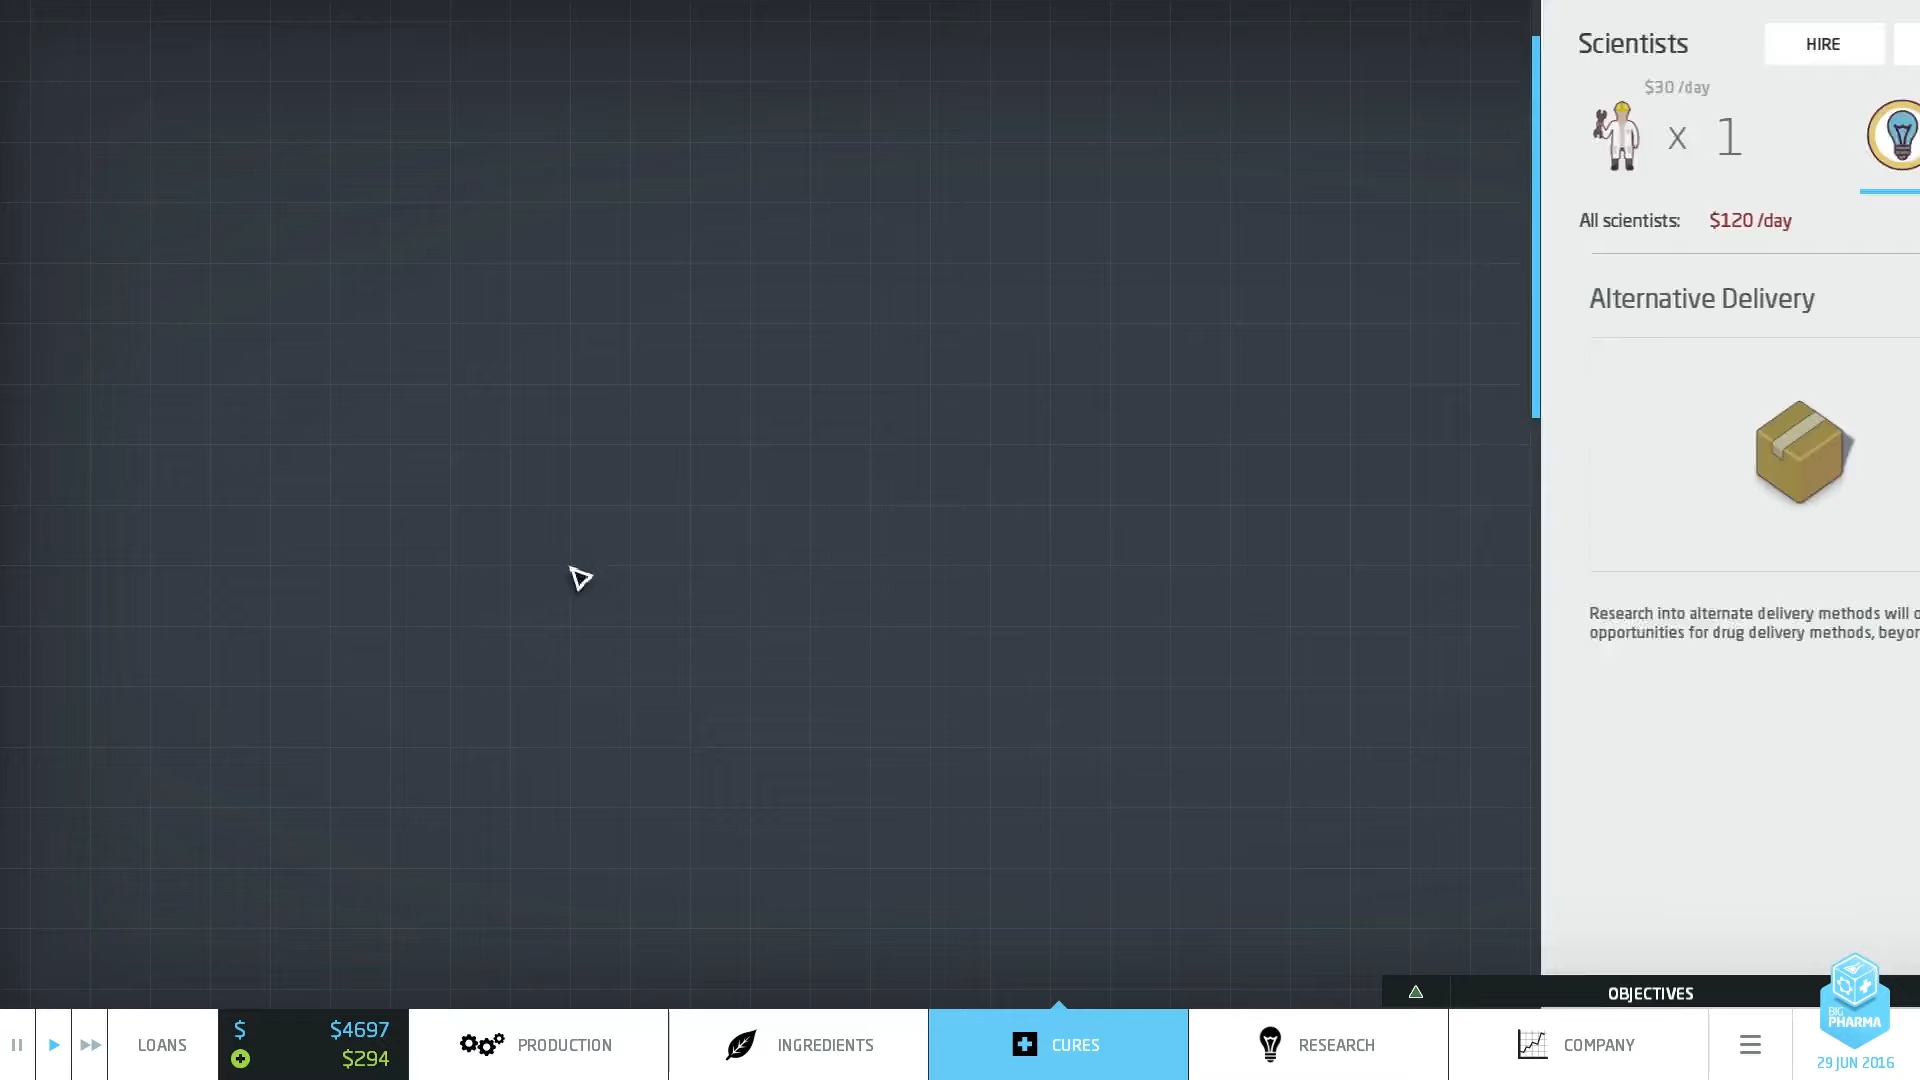 Scientists
HIRE
$30 /day
x 1
All scientists: $120 /day
Alternative Delivery
Research into alternate delivery methods will
opportunities for drug delivery methods,
OBJECTIVES
LOANS
$ $4697
$294
PRODUCTION
INGREDIENTS
CURES
RESEARCH
COMPANY
BIG
PHARMA
29 JUN 2016